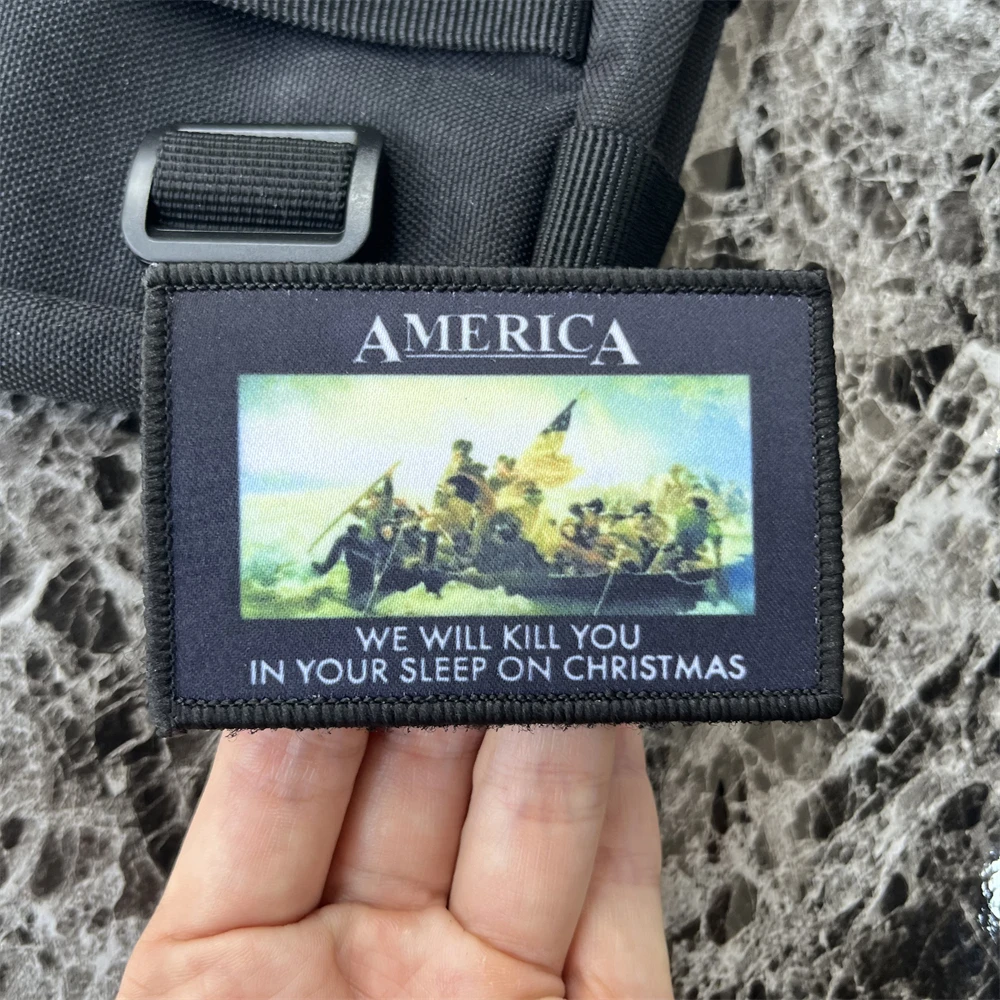 AMERICA
WE WILL KILL YOU
IN YOUR SLEEP ON CHRISTMAS